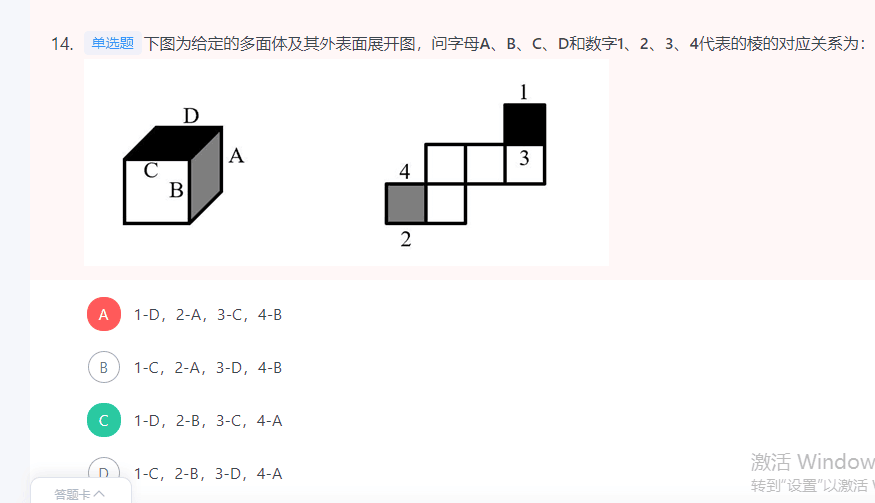 14. 单选题 下图为给定的多面体及其外表面展开图，问字母A、B、C、D和数字1、2、3、4代表的棱的对应关系为：
D
C
A
B
1
3
4
2
A 1-D，2-A，3-C，4-B
B 1-C，2-A，3-D，4-B
C 1-D，2-B，3-C，4-A
D 1-C，2-B，3-D，4-A
激活 Window
转到"设置"以激活
答题卡